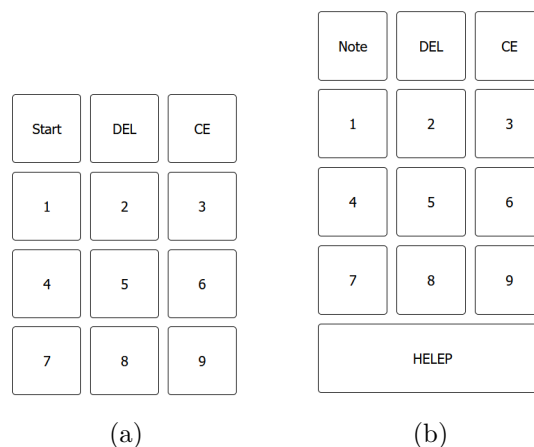 Start DEL CE
1 2 3
4 5 6
7 8 9
(a)
Note DEL CE
1 2 3
4 5 6
7 8 9
HELEP
(b)